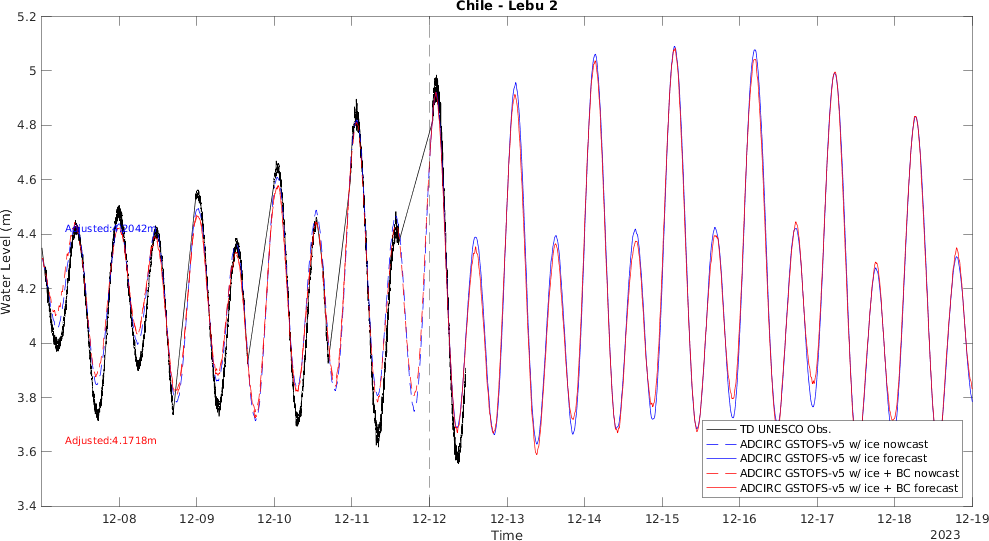 Chile - Lebu 2
5.2
5
4.8
4.6
4.4
4.2
4
3.8
3.6
3.4
Water Level (m)
Adjusted:4.2042m
Adjusted:4.1718m
TD UNESCO Obs.
ADCIRC GSTOFS-v5 w/ ice nowcast
ADCIRC GSTOFS-v5 w/ ice forecast
ADCIRC GSTOFS-v5 w/ ice + BC nowcast
ADCIRC GSTOFS-v5 w/ ice + BC forecast
12-08 12-09 12-10 12-11 12-12 12-13 12-14 12-15 12-16 12-17 12-18 12-19
Time
2023